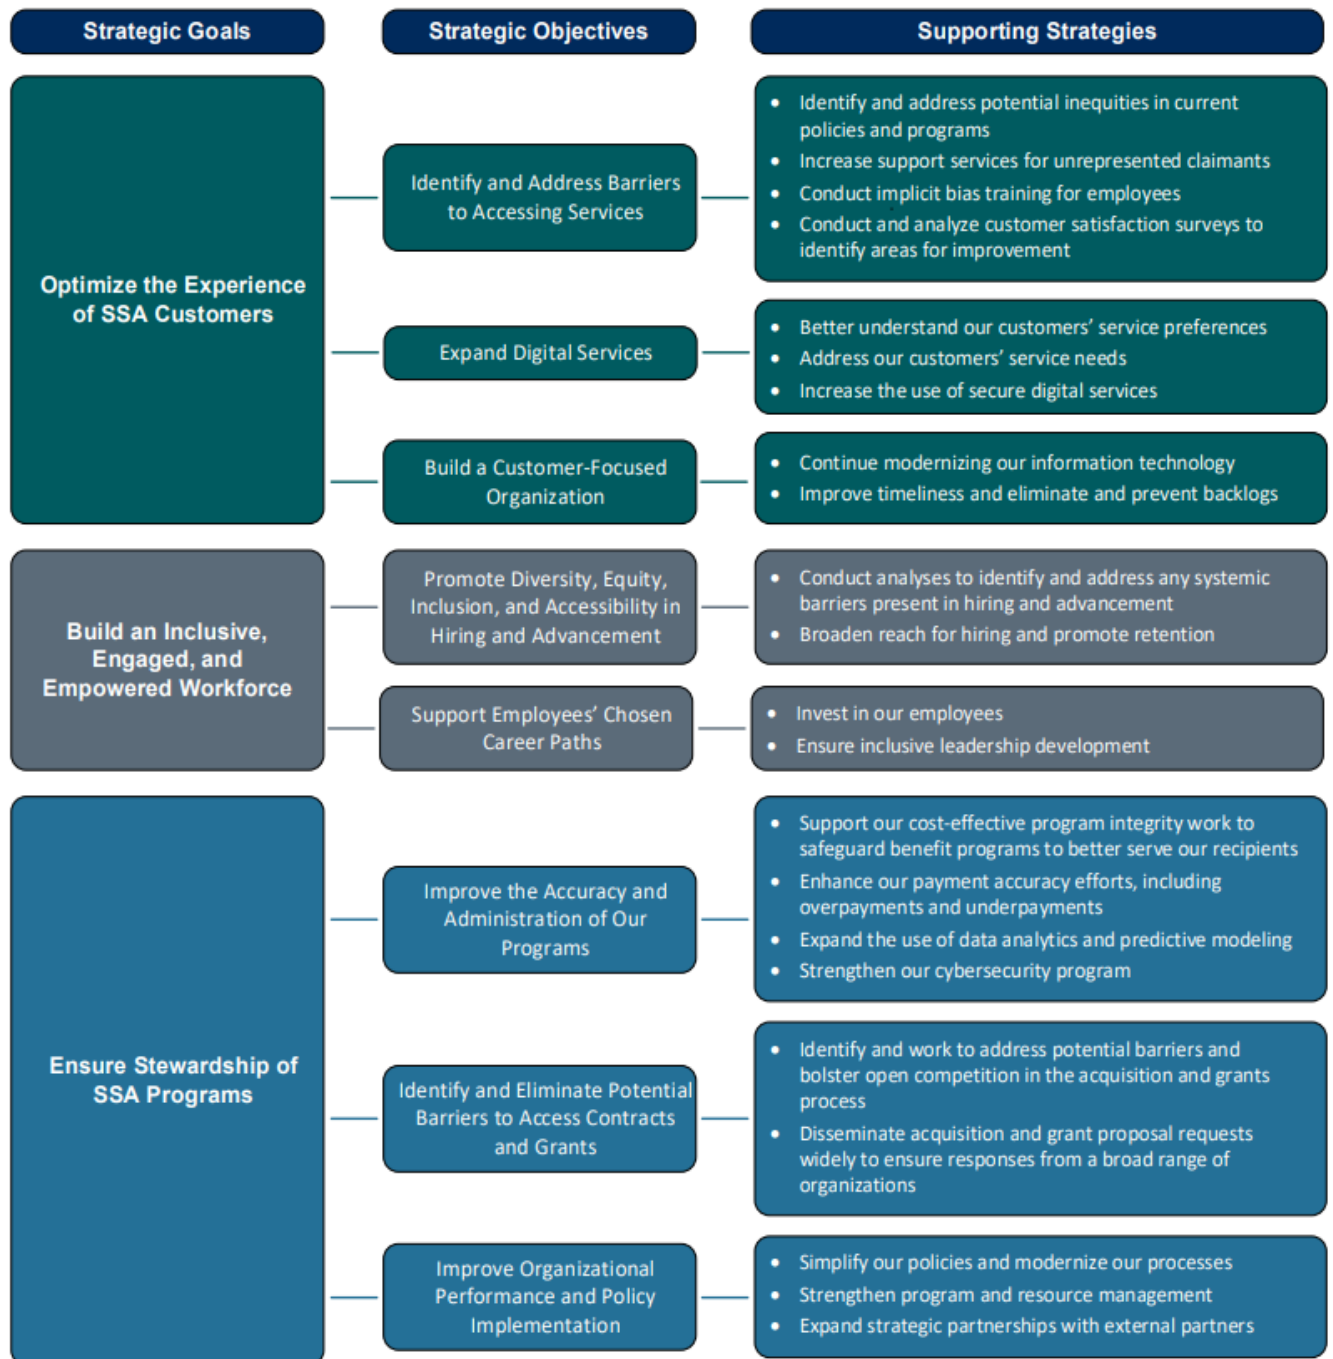 Strategic Goals
Strategic Objectives
Supporting Strategies
Optimize the Experience
of SSA Customers
Identify and Address Barriers
to Accessing Services
• Identify and address potential inequities in current
policies and programs
• Increase support services for unrepresented claimants
• Conduct implicit bias training for employees
• Conduct and analyze customer satisfaction surveys to
identify areas for improvement
Expand Digital Services
• Better understand our customers’ service preferences
• Address our customers’ service needs
• Increase the use of secure digital services
Build a Customer-Focused
Organization
• Continue modernizing our information technology
• Improve timeliness and eliminate and prevent backlogs
Build an Inclusive,
Engaged, and
Empowered Workforce
Promote Diversity, Equity,
Inclusion, and Accessibility in
Hiring and Advancement
• Conduct analyses to identify and address any systemic
barriers present in hiring and advancement
• Broaden reach for hiring and promote retention
Support Employees’ Chosen
Career Paths
• Invest in our employees
• Ensure inclusive leadership development
Ensure Stewardship of
SSA Programs
Improve the Accuracy and
Administration of Our
Programs
• Support our cost-effective program integrity work to
safeguard benefit programs to better serve our recipients
• Enhance our payment accuracy efforts, including
overpayments and underpayments
• Expand the use of data analytics and predictive modeling
• Strengthen our cybersecurity program
Identify and Eliminate Potential
Barriers to Access Contracts
and Grants
• Identify and work to address potential barriers and
bolster open competition in the acquisition and grants
process
• Disseminate acquisition and grant proposal requests
widely to ensure responses from a broad range of
organizations
Improve Organizational
Performance and Policy
Implementation
• Simplify our policies and modernize our processes
• Strengthen program and resource management
• Expand strategic partnerships with external partners